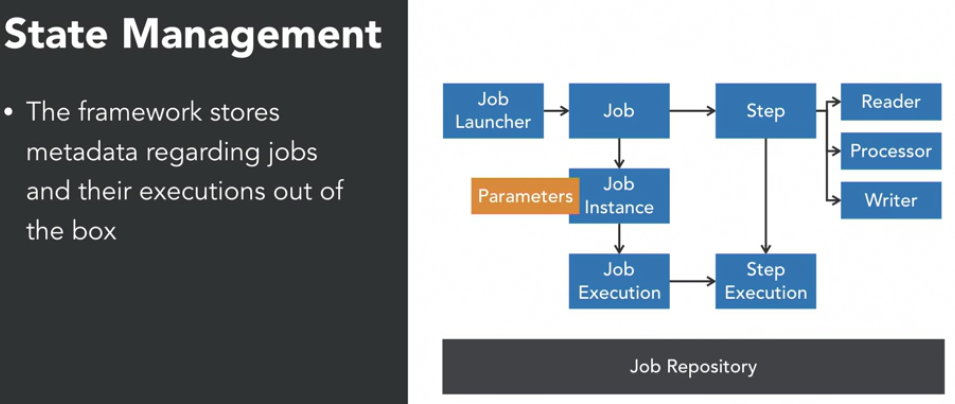 State Management
• The framework stores
metadata regarding jobs
and their executions out of
the box
Job
Launcher
Job
Step
Reader
Processor
Writer
Parameters
Job
Instance
Job
Execution
Step
Execution
Job Repository